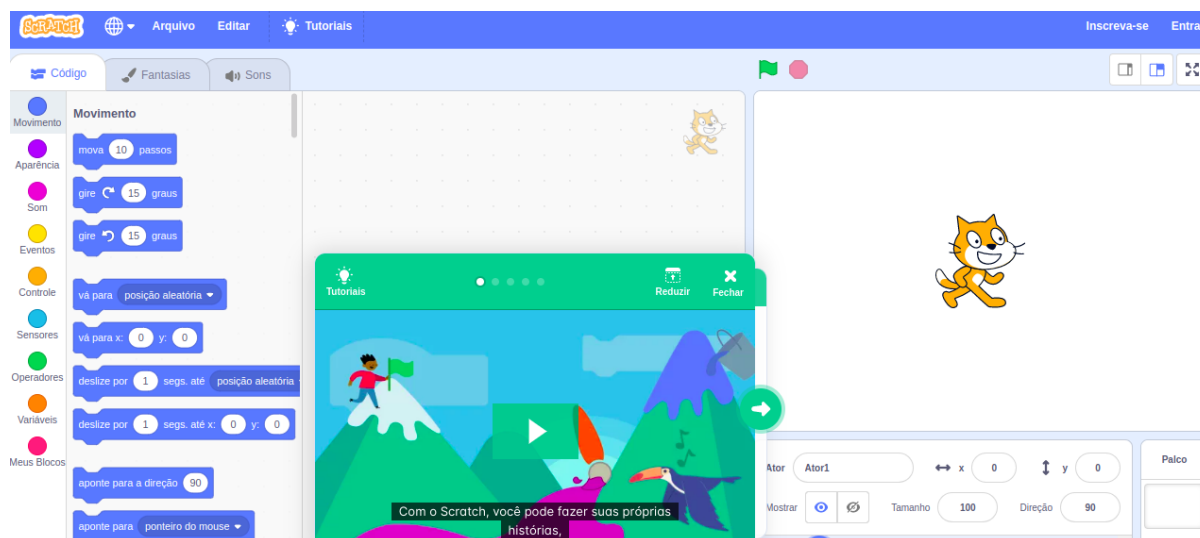 SCRATCH Arquivo Editar Tutoriais Inscreva-se Entra
Código Fantasias Sons
Movimento
Aparência
Som
Eventos
Controle
Sensores
Operadores
Variáveis
Meus Blocos
Movimento
mova 10 passos
gire 15 graus
gire 15 graus
vá para posição aleatória
vá para x: 0 y: 0
deslize por 1 segs. até posição aleatória
deslize por 1 segs. até x: 0 y: 0
aponte para a direção 90
aponte para ponteiro do mouse
Tutoriais Reduzir Fechar
Com o Scratch, você pode fazer suas próprias
histórias,
Ator Ator1 x 0 y 0
Mostrar Tamanho 100 Direção 90
Palco